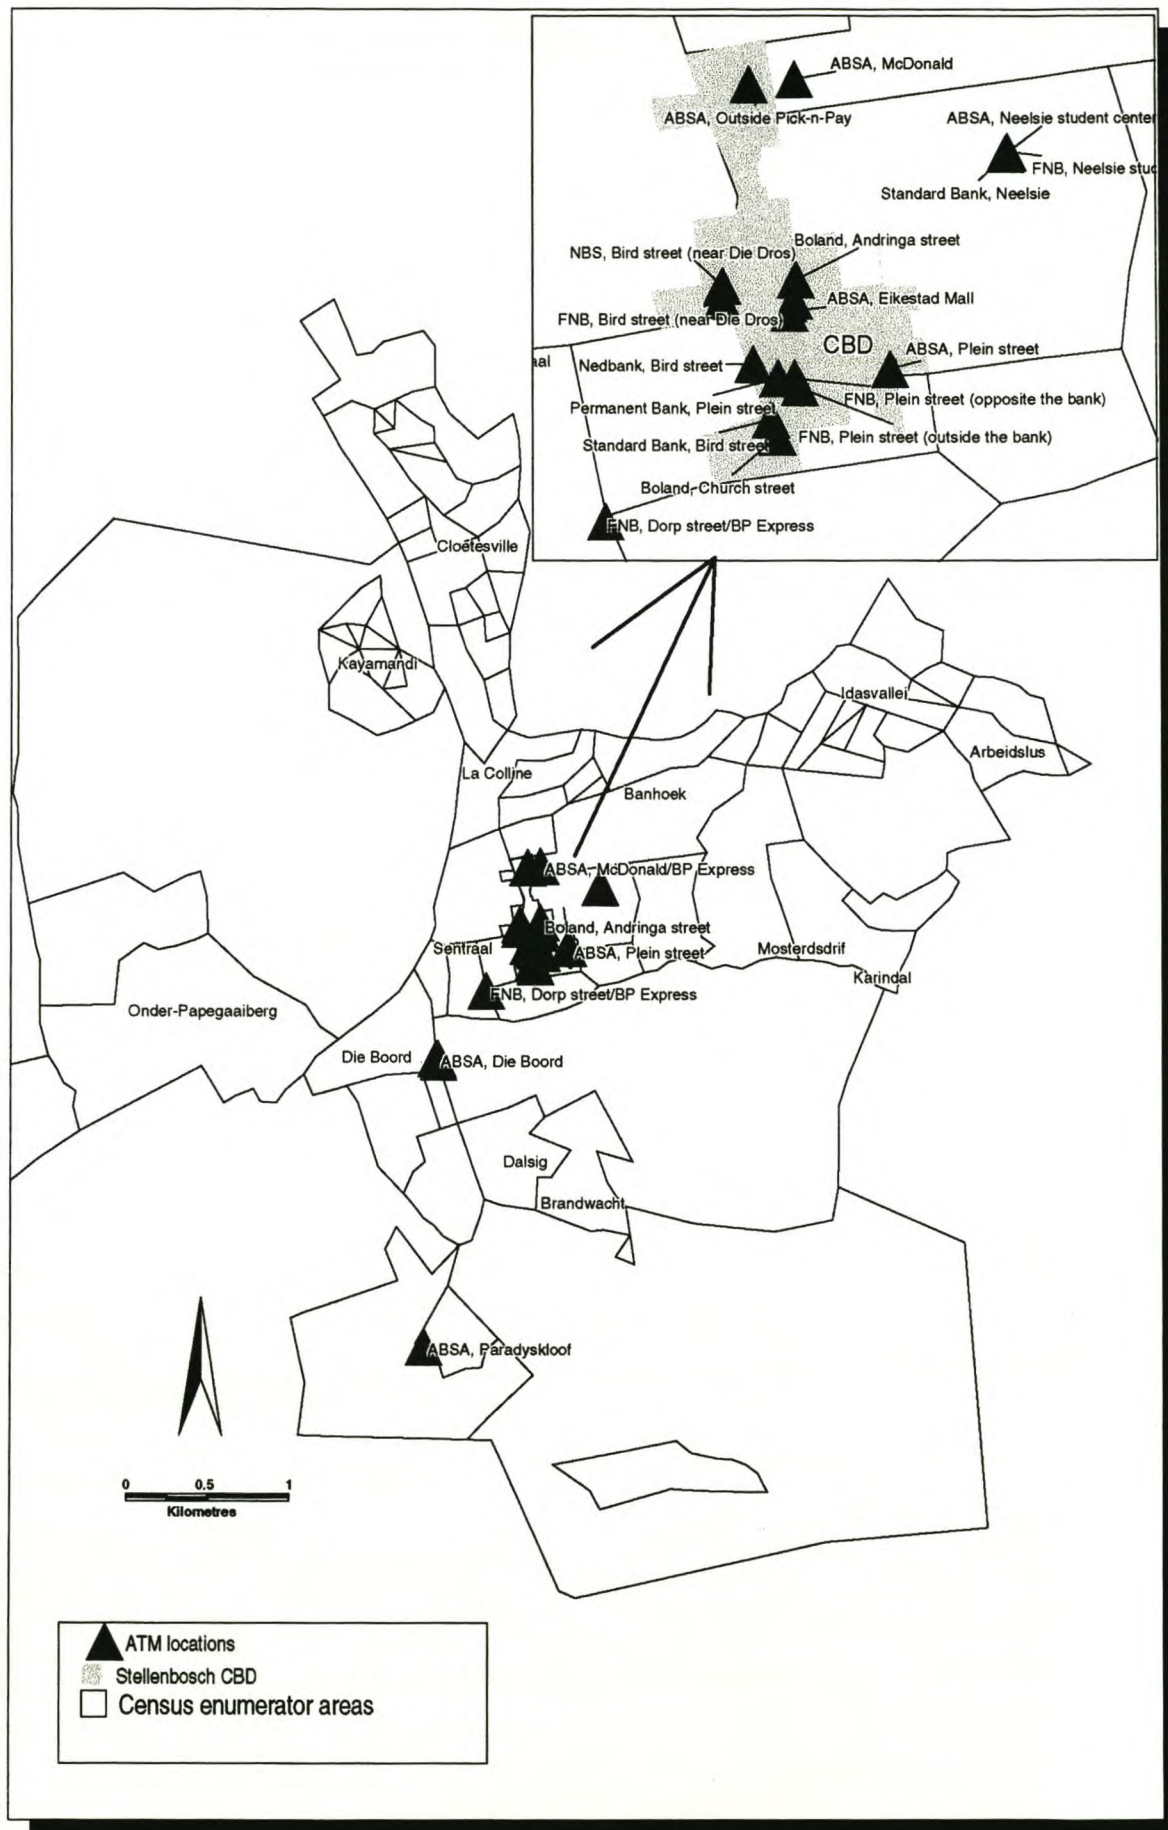 ABSA, McDonald
ABSA, Outside Pick-n-Pay
ABSA, Neelsie student center
FNB, Neelsie stuc
Standard Bank, Neelsie
Boland, Andringa street
NBS, Bird street (near Die Dros)
ABSA, Eikestad Mall
FNB, Bird street (near Die Dros)
CBD
ABSA, Plein street
aal
Nedbank, Bird street
FNB, Plein street (opposite the bank)
Permanent Bank, Plein street
FNB, Plein street (outside the bank)
Standard Bank, Bird street
Boland, Church street
FNB, Dorp street/BP Express
Cloetesville
Kayamandi
Idasvallei
Arbeidslus
La Colline
Banhoek
ABSA, McDonald/BP Express
Boland, Andringa street
Sentraal
ABSA, Plein street
Mosterdsdrif
Karindal
FNB, Dorp street/BP Express
Onder-Papegaaiberg
Die Boord
ABSA, Die Boord
Dalsig
Brandwacht
ABSA, Paradyskloof
0 0.5 1
Kilometres
ATM locations
Stellenbosch CBD
Census enumerator areas